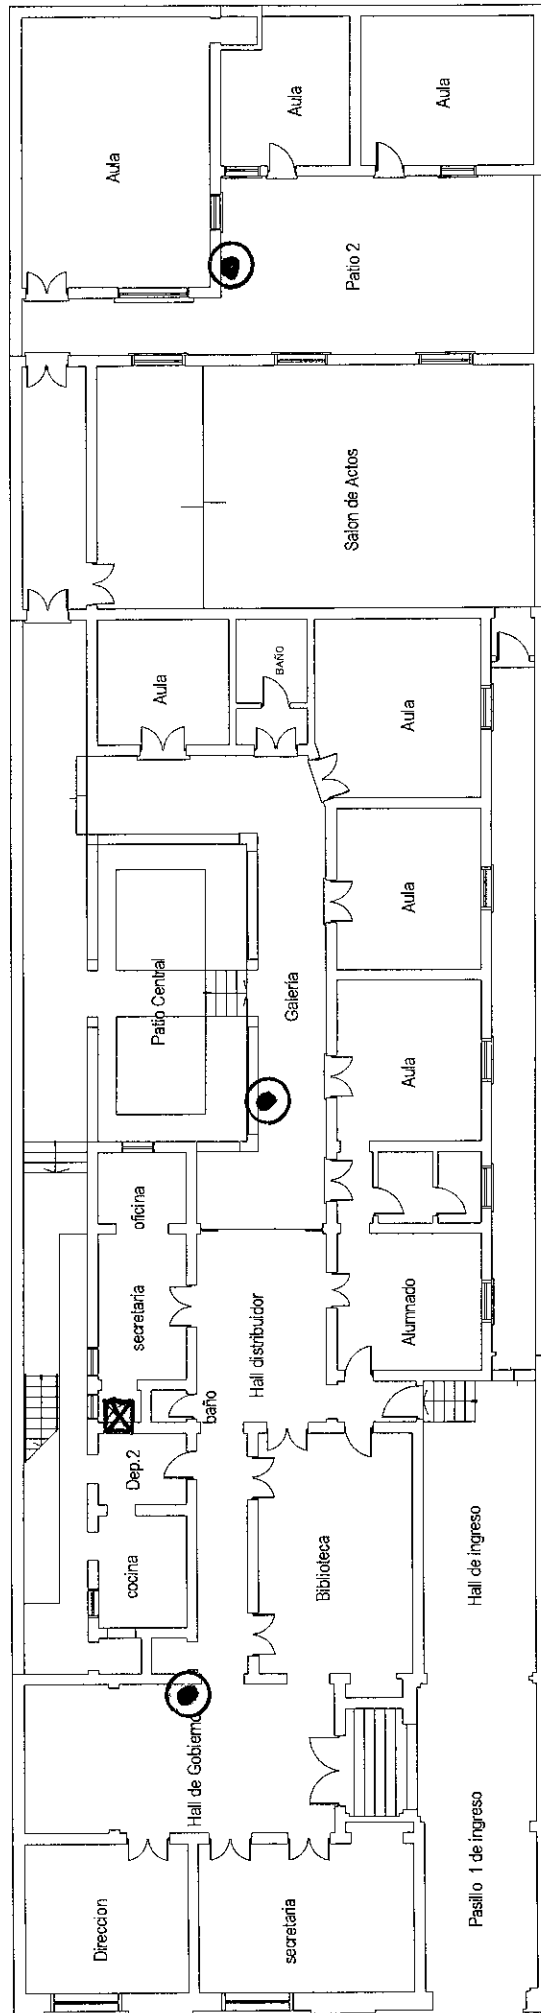 Aula
Aula
Aula
Patio 2
Salon de Actos
Aula
BAÑO
Aula
Patio Central
Galería
Aula
Aula
oficina
secretaria
Hall distribuidor
Alumnado
baño
Dep.2
cocina
Biblioteca
Hall de ingreso
Hall de Gobierno
Pasillo 1 de ingreso
Direccion
secretaria